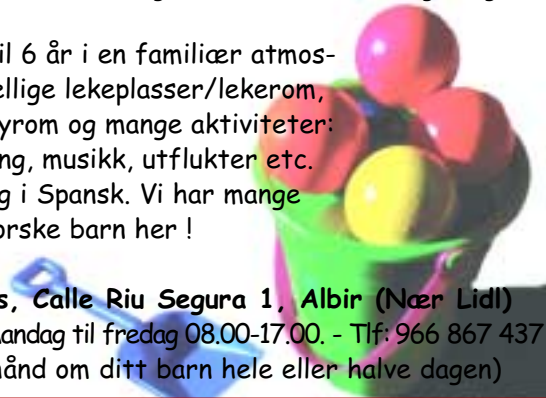 il 6 år i en familiær atmos-
ellige lekeplasser/lekerom,
yrom og mange aktiviteter:
ng, musikk, utflukter etc.
g i Spansk. Vi har mange
orske barn her !
s, Calle Riu Segura 1, Albir (Nær Lidl)
andag til fredag 08.00-17.00. - Tlf: 966 867 437
ånd om ditt barn hele eller halve dagen)